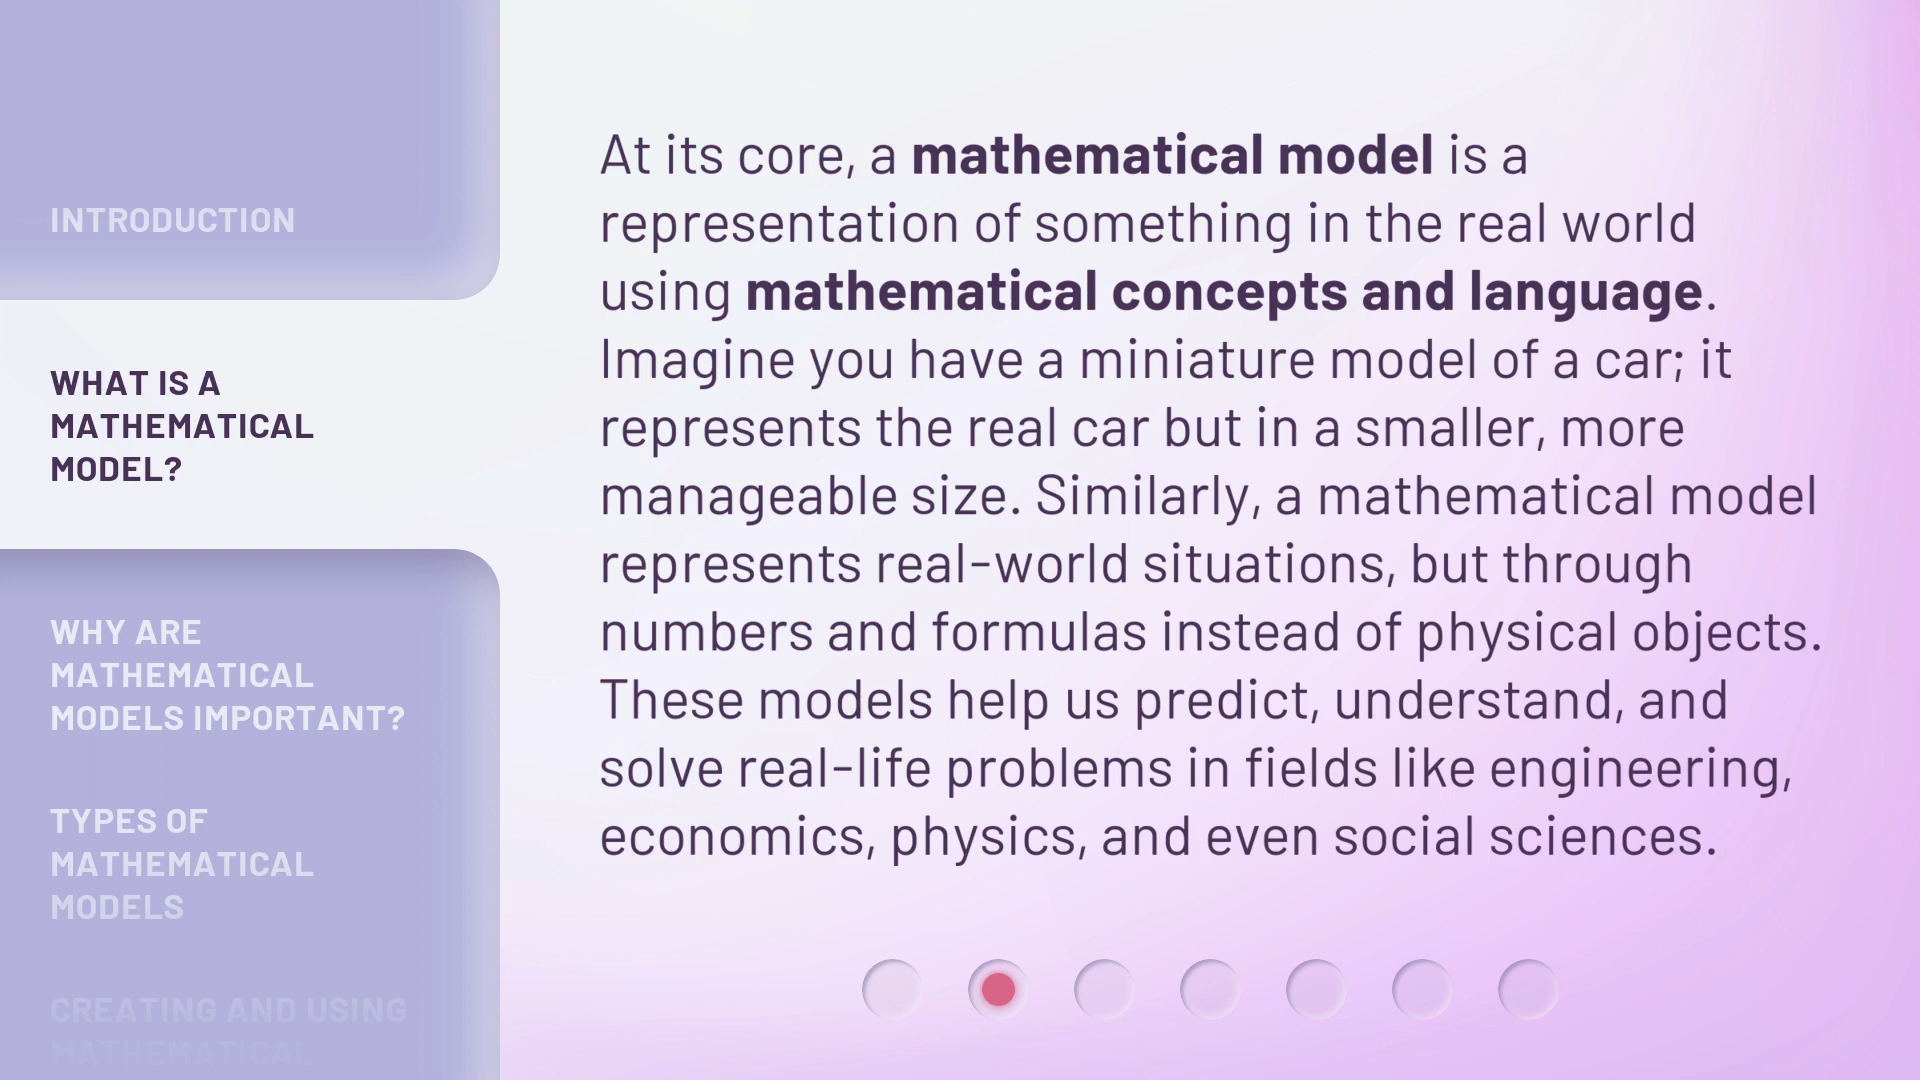 INTRODUCTION
WHAT IS A
MATHEMATICAL
MODEL?
WHY ARE
MATHEMATICAL
MODELS IMPORTANT?
TYPES OF
MATHEMATICAL
MODELS
CREATING AND USING
MATHEMATICAL
At its core, a mathematical model is a
representation of something in the real world
using mathematical concepts and language.
Imagine you have a miniature model of a car; it
represents the real car but in a smaller, more
manageable size. Similarly, a mathematical model
represents real-world situations, but through
numbers and formulas instead of physical objects.
These models help us predict, understand, and
solve real-life problems in fields like engineering,
economics, physics, and even social sciences.